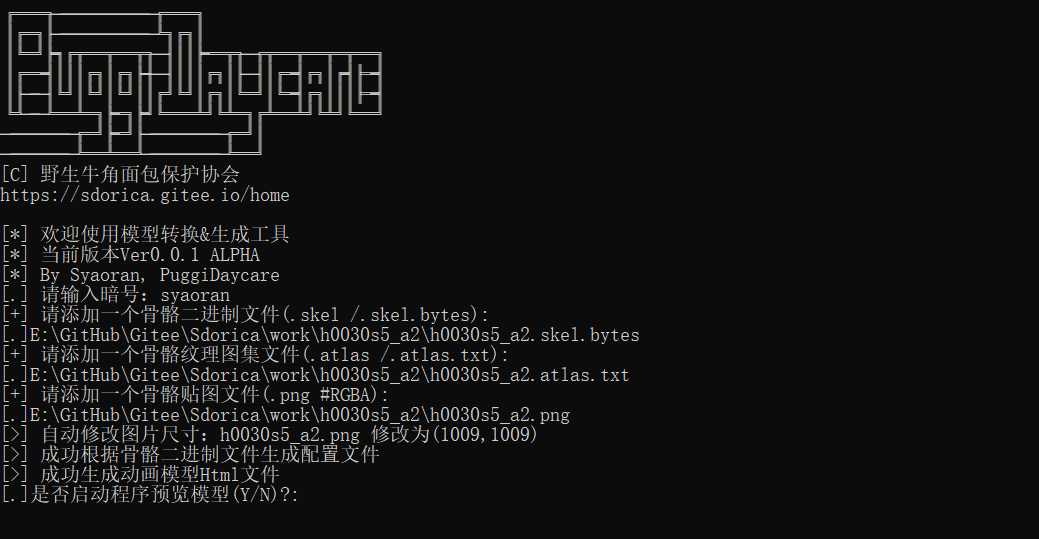 [C] 野生牛角面包保护协会
https://sdorica.gitee.io/home
[*] 欢迎使用模型转换&生成工具
[*] 当前版本Ver0.0.1 ALPHA
[*] By Syaoran, PuggiDaycare
[.] 请输入暗号：syaoran
[+] 请添加一个骨骼二进制文件(.skel /.skel.bytes):
[.]E:\GitHub\Gitee\Sdorica\work\h0030s5_a2\h0030s5_a2.skel.bytes
[+] 请添加一个骨骼纹理图集文件(.atlas /.atlas.txt):
[.]E:\GitHub\Gitee\Sdorica\work\h0030s5_a2\h0030s5_a2.atlas.txt
[+] 请添加一个骨骼贴图文件(.png #RGBA):
[.]E:\GitHub\Gitee\Sdorica\work\h0030s5_a2\h0030s5_a2.png
[>] 自动修改图片尺寸：h0030s5_a2.png 修改为(1009,1009)
[>] 成功根据骨骼二进制文件生成配置文件
[>] 成功生成动画模型Html文件
[.]是否启动程序预览模型(Y/N)?: